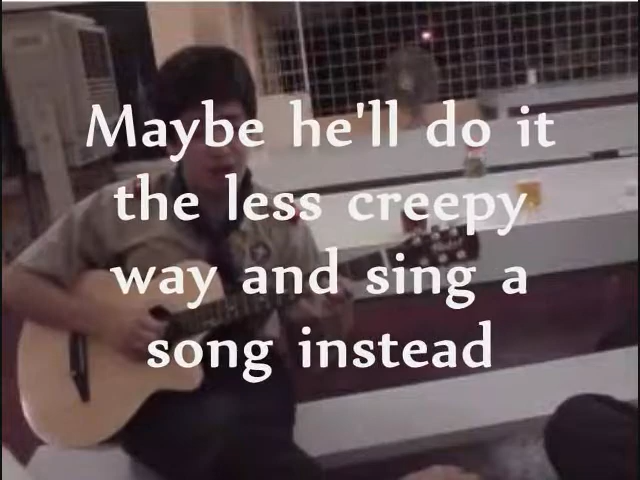 Maybe he'll do it
the less creepy
way and sing a
song instead